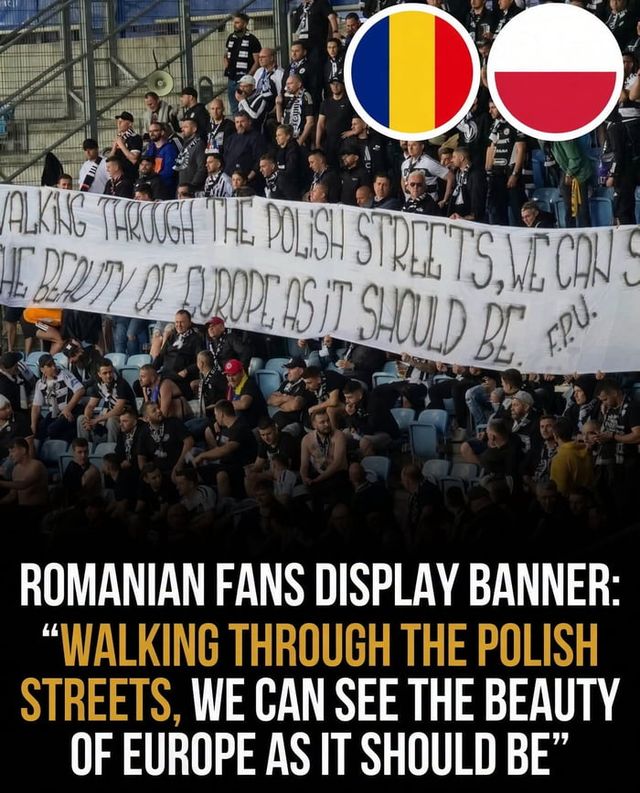 ALKING THROUGH THE POLiSH STREETS, WE CAN S
HE BEAUTY OF EUROPE AS iT SHOULD BE. F.P.U.
ROMANIAN FANS DISPLAY BANNER:
“WALKING THROUGH THE POLISH
STREETS, WE CAN SEE THE BEAUTY
OF EUROPE AS IT SHOULD BE”